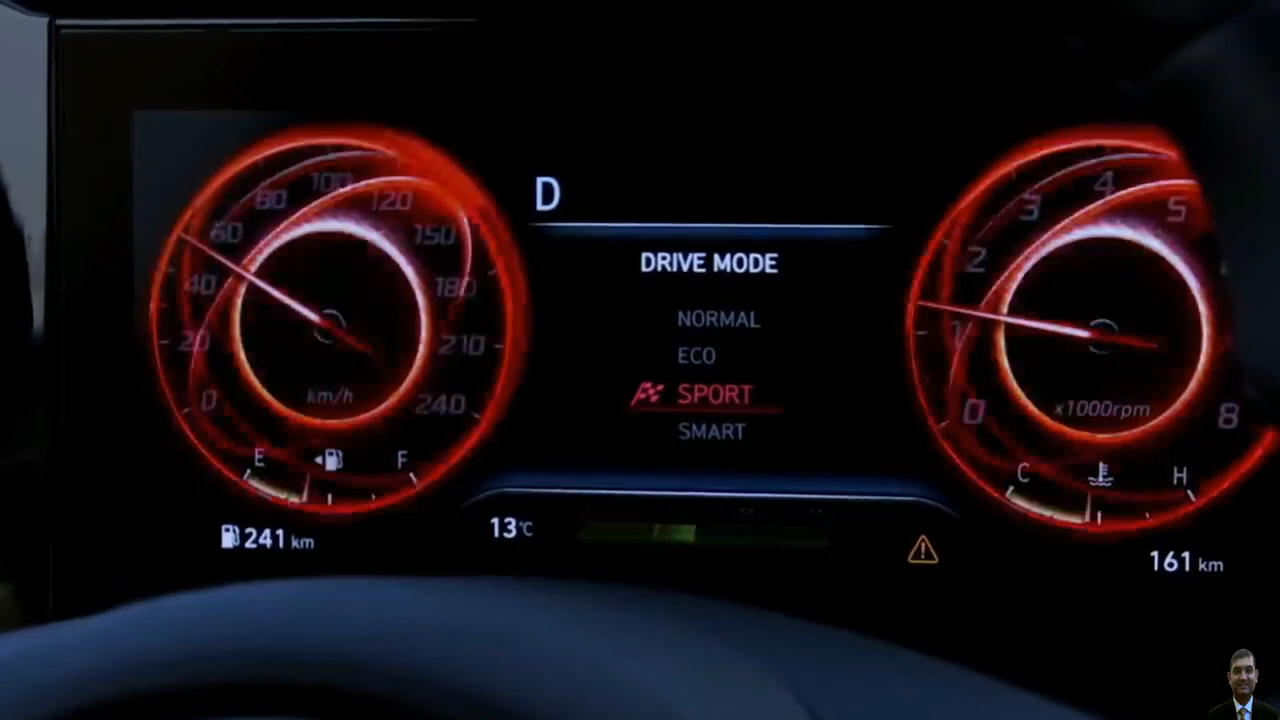 D
DRIVE MODE
NORMAL
ECO
SPORT
SMART
0
20
40
60
80
100
120
150
180
210
240
km/h
E
F
241 km
13°C
0
1
2
3
4
5
8
x1000rpm
C
H
161 km